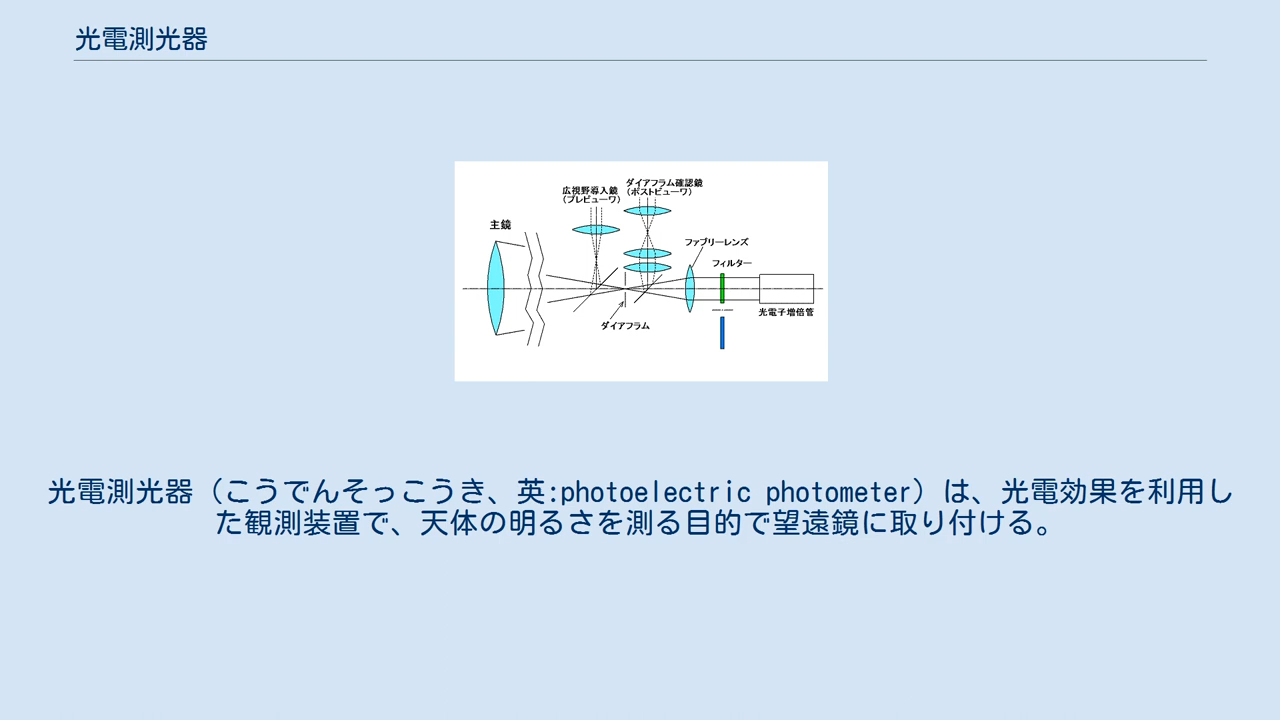 光電測光器
広視野導入鏡
(プレビューワ)
ダイアフラム確認鏡
(ポストビューワ)
主鏡
ファブリーレンズ
フィルター
ダイアフラム
光電子増倍管
光電測光器（こうでんそっこうき、英:photoelectric photometer）は、光電効果を利用し
た観測装置で、天体の明るさを測る目的で望遠鏡に取り付ける。